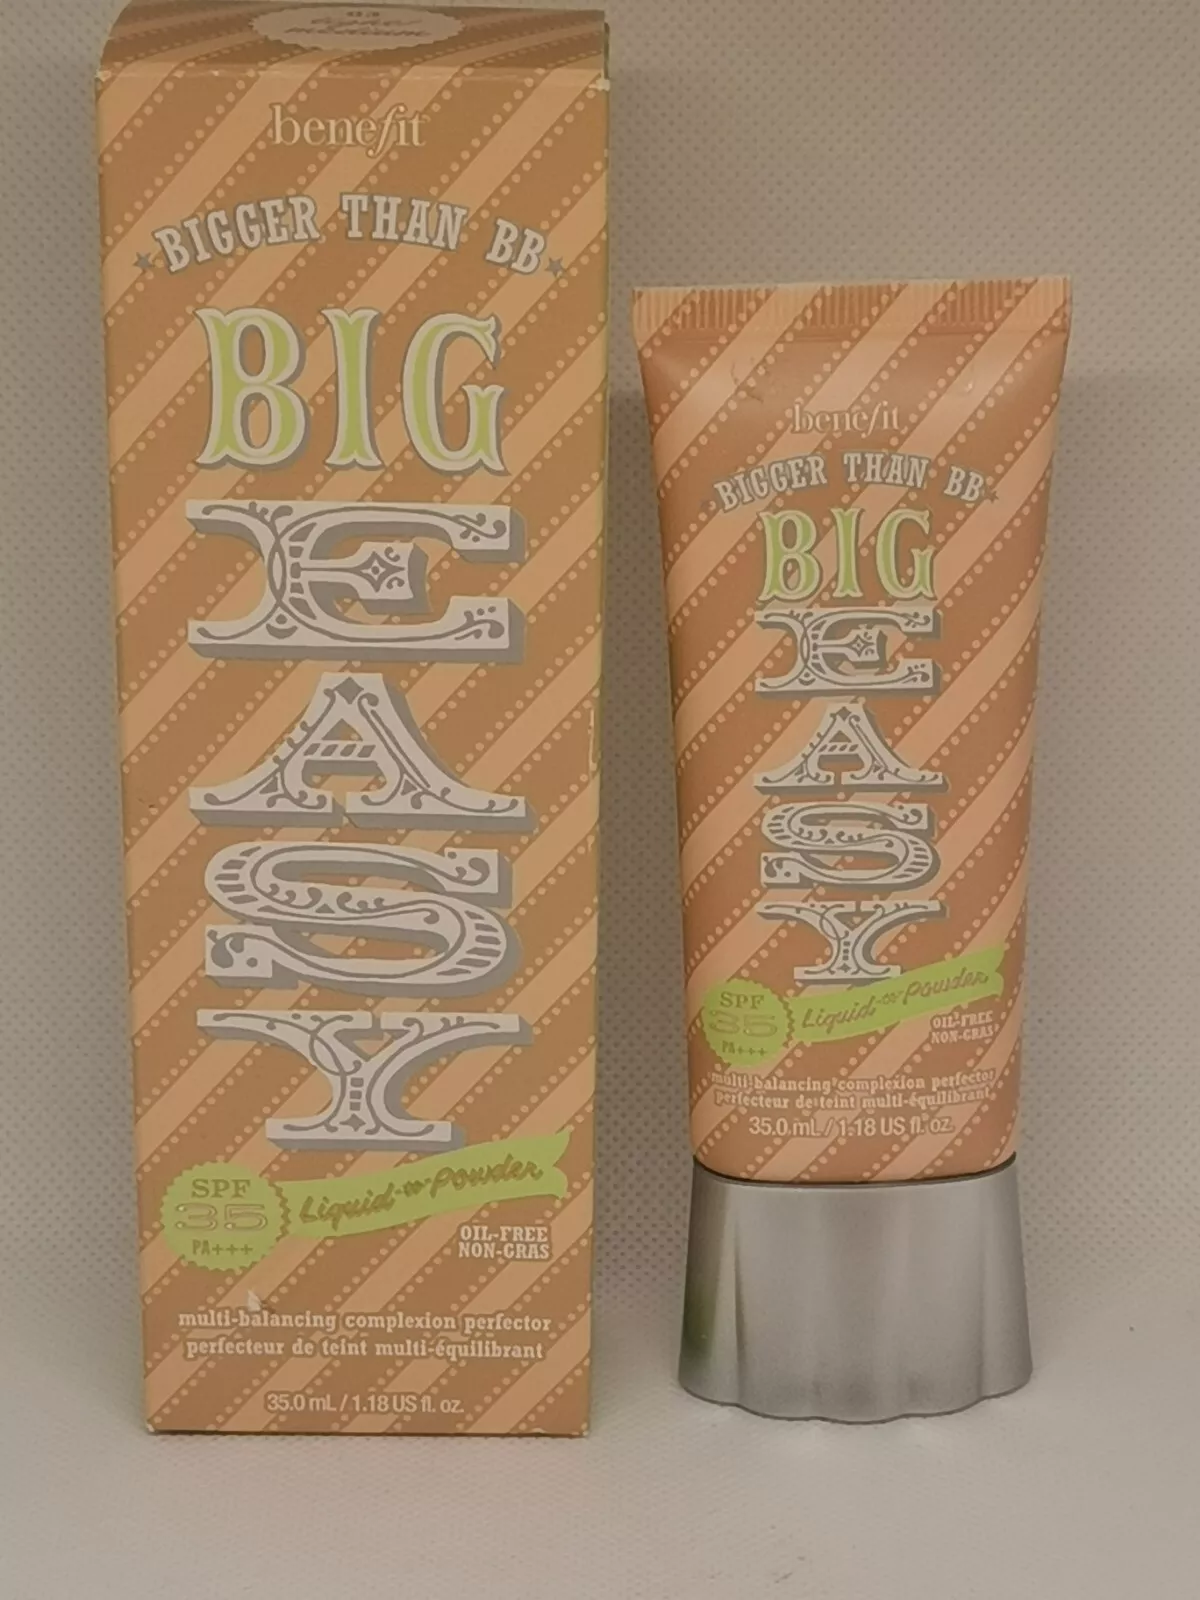 03
light/
medium
benefit
BIGGER THAN BB
BIG
EASY
SPF
35
PA+++
Liquid-to-Powder
OIL-FREE
NON-GRAS
multi-balancing complexion perfector
perfecteur de teint multi-équilibrant
35.0 mL / 1.18 US fl. oz.
benefit
BIGGER THAN BB
BIG
EASY
SPF
35
PA+++
Liquid-to-Powder
OIL-FREE
NON-GRAS
multi-balancing complexion perfector
perfecteur de teint multi-équilibrant
35.0 mL / 1.18 US fl. oz.